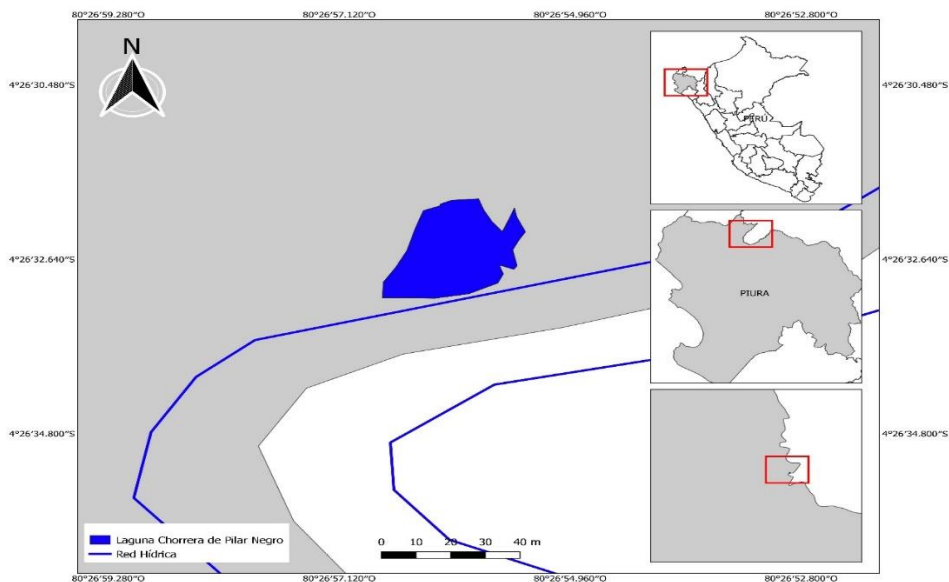 80°26'59.280"O 80°26'57.120"O 80°26'54.960"O 80°26'52.800"O
N
4°26'30.480"S 4°26'30.480"S
PERÚ
4°26'32.640"S 4°26'32.640"S
PIURA
4°26'34.800"S 4°26'34.800"S
Laguna Chorrera de Pilar Negro
Red Hídrica
0 10 20 30 40 m
80°26'59.280"O 80°26'57.120"O 80°26'54.960"O 80°26'52.800"O